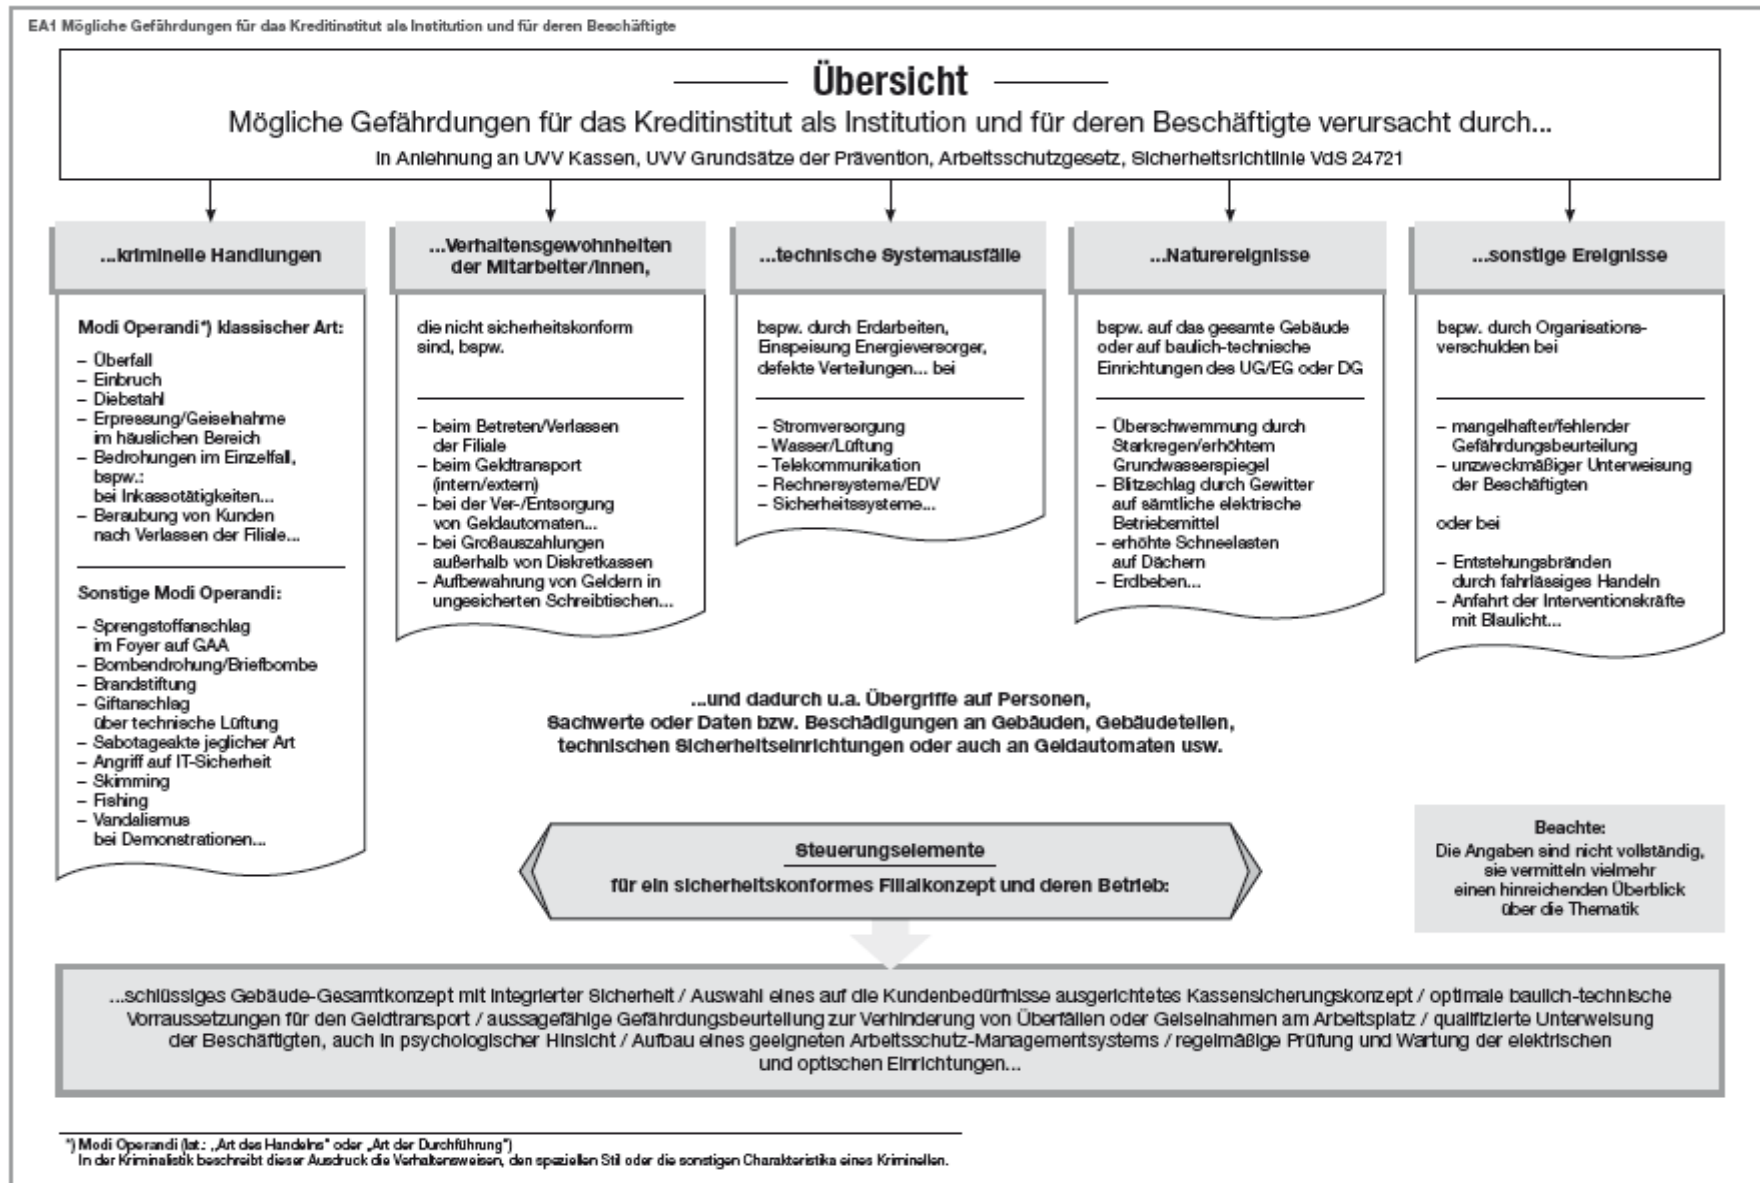 EA1 Mögliche Gefährdungen für das Kreditinstitut als Institution und für deren Beschäftigte
Übersicht
Mögliche Gefährdungen für das Kreditinstitut als Institution und für deren Beschäftigte verursacht durch...
In Anlehnung an UVV Kassen, UVV Grundsätze der Prävention, Arbeitsschutzgesetz, Sicherheitsrichtlinie VdS 24721
...kriminelle Handlungen
Modi Operandi*) klassischer Art:
– Überfall
– Einbruch
– Diebstahl
– Erpressung/Geiselnahme
im häuslichen Bereich
– Bedrohungen im Einzelfall,
bspw.:
bei Inkassotätigkeiten...
– Beraubung von Kunden
nach Verlassen der Filiale...
Sonstige Modi Operandi:
– Sprengstoffanschlag
im Foyer auf GAA
– Bombendrohung/Briefbombe
– Brandstiftung
– Giftanschlag
über technische Lüftung
– Sabotageakte jeglicher Art
– Angriff auf IT-Sicherheit
– Skimming
– Fishing
– Vandalismus
bei Demonstrationen...
...Verhaltensgewohnheiten
der Mitarbeiter/Innen,
die nicht sicherheitskonform
sind, bspw.
– beim Betreten/Verlassen
der Filiale
– beim Geldtransport
(intern/extern)
– bei der Ver-/Entsorgung
von Geldautomaten...
– bei Großauszahlungen
außerhalb von Diskretkassen
– Aufbewahrung von Geldern in
ungesicherten Schreibtischen...
...technische Systemausfälle
bspw. durch Erdarbeiten,
Einspeisung Energieversorger,
defekte Verteilungen... bei
– Stromversorgung
– Wasser/Lüftung
– Telekommunikation
– Rechnersysteme/EDV
– Sicherheitssysteme...
...Naturereignisse
bspw. auf das gesamte Gebäude
oder auf baulich-technische
Einrichtungen des UG/EG oder DG
– Überschwemmung durch
Starkregen/erhöhtem
Grundwasserspiegel
– Blitzschlag durch Gewitter
auf sämtliche elektrische
Betriebsmittel
– erhöhte Schneelasten
auf Dächern
– Erdbeben...
...sonstige Ereignisse
bspw. durch Organisations-
verschulden bei
– mangelhafter/fehlender
Gefährdungsbeurteilung
– unzweckmäßiger Unterweisung
der Beschäftigten
oder bei
– Entstehungsbränden
durch fahrlässiges Handeln
– Anfahrt der Interventionskräfte
mit Blaulicht...
...und dadurch u.a. Übergriffe auf Personen,
Sachwerte oder Daten bzw. Beschädigungen an Gebäuden, Gebäudeteilen,
technischen Sicherheitseinrichtungen oder auch an Geldautomaten usw.
Steuerungselemente
für ein sicherheitskonformes Filialkonzept und deren Betrieb:
Beachte:
Die Angaben sind nicht vollständig,
sie vermitteln vielmehr
einen hinreichenden Überblick
über die Thematik
...schlüssiges Gebäude-Gesamtkonzept mit integrierter Sicherheit / Auswahl eines auf die Kundenbedürfnisse ausgerichtetes Kassensicherungskonzept / optimale baulich-technische
Vorraussetzungen für den Geldtransport / aussagefähige Gefährdungsbeurteilung zur Verhinderung von Überfällen oder Geiselnahmen am Arbeitsplatz / qualifizierte Unterweisung
der Beschäftigten, auch in psychologischer Hinsicht / Aufbau eines geeigneten Arbeitsschutz-Managementsystems / regelmäßige Prüfung und Wartung der elektrischen
und optischen Einrichtungen...
*) Modi Operandi (lat.: „Art des Handelns" oder „Art der Durchführung")
In der Kriminalistik beschreibt dieser Ausdruck die Verhaltensweisen, den speziellen Stil oder die sonstigen Charakteristika eines Kriminellen.